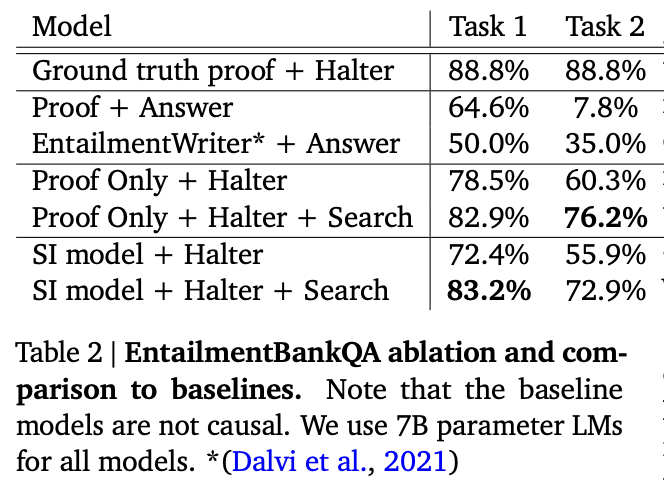 Model Task 1 Task 2
Ground truth proof + Halter 88.8% 88.8%
Proof + Answer 64.6% 7.8%
EntailmentWriter* + Answer 50.0% 35.0%
Proof Only + Halter 78.5% 60.3%
Proof Only + Halter + Search 82.9% 76.2%
SI model + Halter 72.4% 55.9%
SI model + Halter + Search 83.2% 72.9%
Table 2 | EntailmentBankQA ablation and com-
parison to baselines. Note that the baseline
models are not causal. We use 7B parameter LMs
for all models. *(Dalvi et al., 2021)